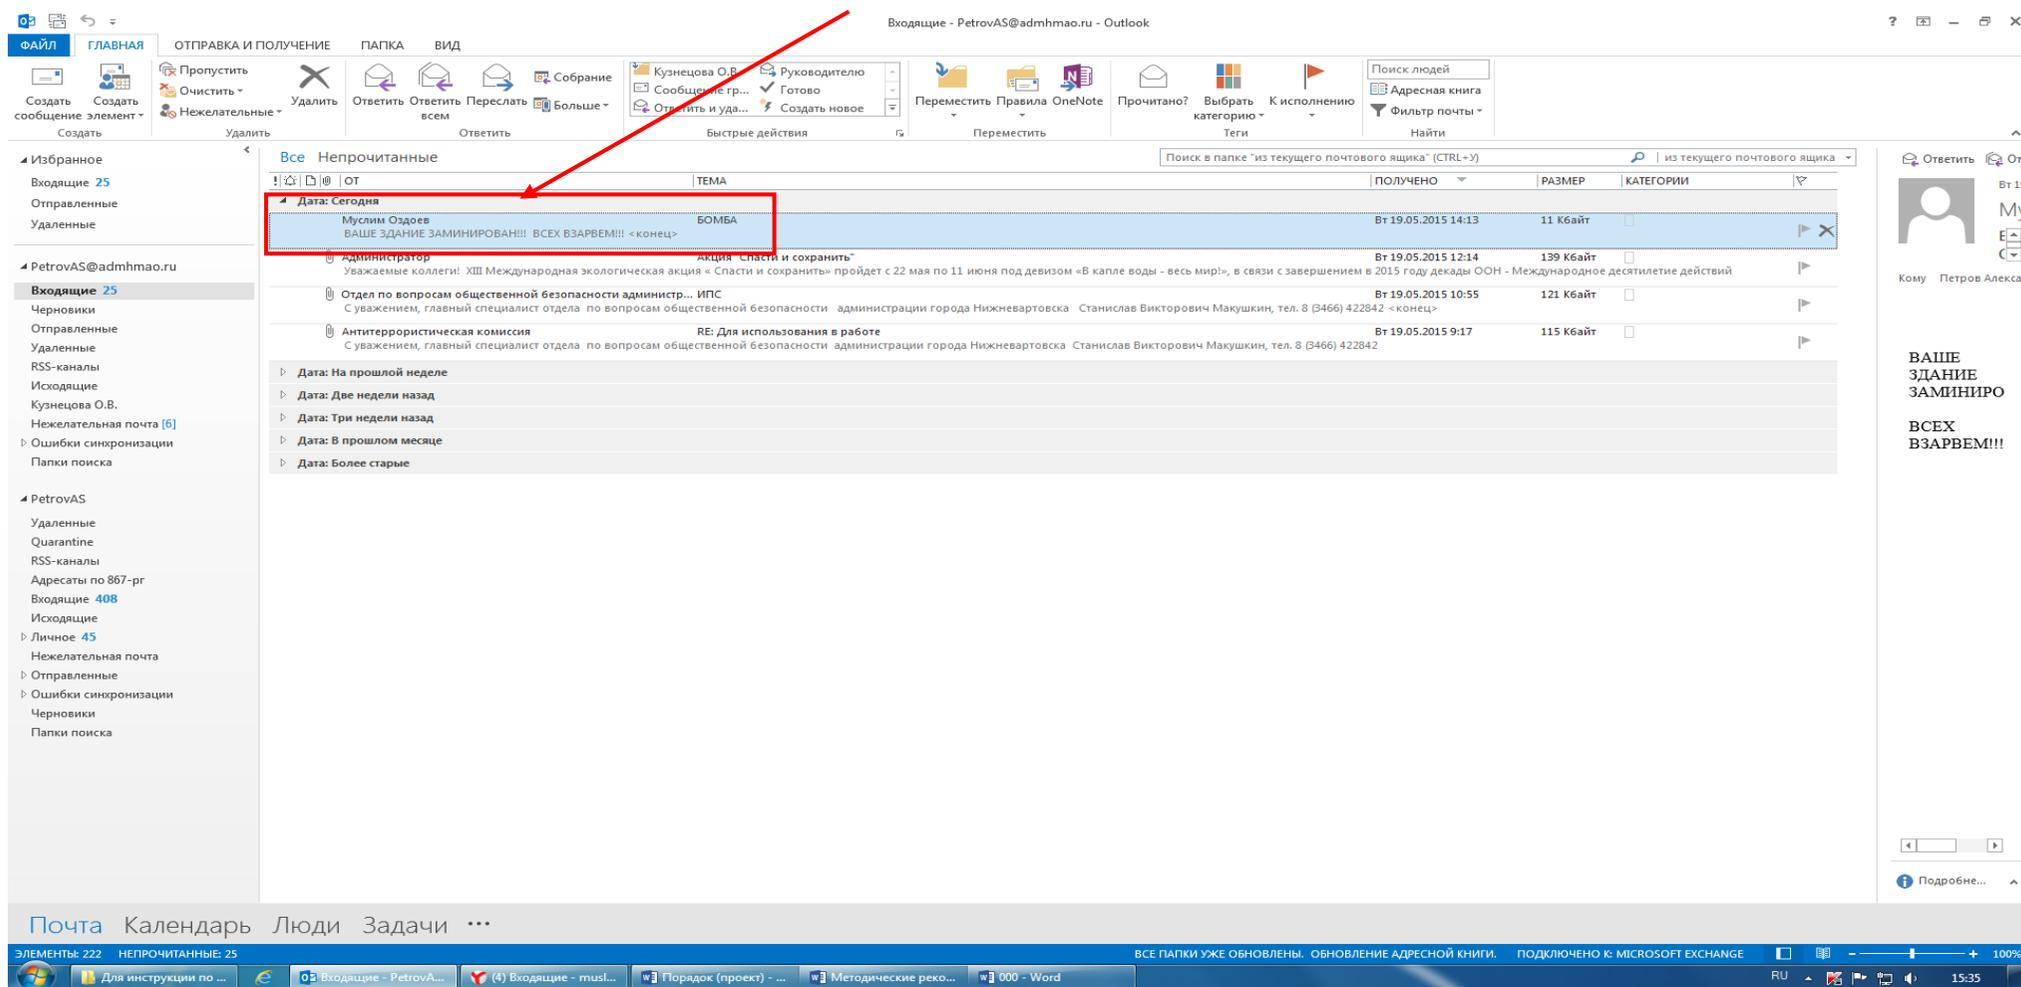 Входящие - PetrovAS@admhmao.ru - Outlook
ФАЙЛ ГЛАВНАЯ ОТПРАВКА И ПОЛУЧЕНИЕ ПАПКА ВИД
Создать сообщение
Создать элемент
Создать
Пропустить
Очистить
Нежелательные
Удалить
Удалить
Ответить
Ответить всем
Переслать
Собрание
Больше
Ответить
Кузнецова О.В.
Сообщение гр...
Ответить и уда...
Руководителю
Готово
Создать новое
Быстрые действия
Переместить
Правила
OneNote
Переместить
Прочитано?
Выбрать категорию
К исполнению
Теги
Поиск людей
Адресная книга
Фильтр почты
Найти
Избранное
Входящие 25
Отправленные
Удаленные
PetrovAS@admhmao.ru
Входящие 25
Черновики
Отправленные
Удаленные
RSS-каналы
Исходящие
Кузнецова О.В.
Нежелательная почта [6]
Ошибки синхронизации
Папки поиска
PetrovAS
Удаленные
Quarantine
RSS-каналы
Адресаты по 867-рг
Входящие 408
Исходящие
Личное 45
Нежелательная почта
Отправленные
Ошибки синхронизации
Черновики
Папки поиска
Все Непрочитанные
Поиск в папке "из текущего почтового ящика" (CTRL+У)
из текущего почтового ящика
ОТ ТЕМА ПОЛУЧЕНО РАЗМЕР КАТЕГОРИИ
Дата: Сегодня
Муслим Оздоев БОМБА Вт 19.05.2015 14:13 11 Кбайт
ВАШЕ ЗДАНИЕ ЗАМИНИРОВАН!!! ВСЕХ ВЗАРВЕМ!!! <конец>
Администратор Акция "Спасти и сохранить" Вт 19.05.2015 12:14 139 Кбайт
Уважаемые коллеги! XIII Международная экологическая акция « Спасти и сохранить» пройдет с 22 мая по 11 июня под девизом «В капле воды - весь мир!», в связи с завершением в 2015 году декады ООН - Международное десятилетие действий
Отдел по вопросам общественной безопасности администр... ИПС Вт 19.05.2015 10:55 121 Кбайт
С уважением, главный специалист отдела по вопросам общественной безопасности администрации города Нижневартовска Станислав Викторович Макушкин, тел. 8 (3466) 422842 <конец>
Антитеррористическая комиссия RE: Для использования в работе Вт 19.05.2015 9:17 115 Кбайт
С уважением, главный специалист отдела по вопросам общественной безопасности администрации города Нижневартовска Станислав Викторович Макушкин, тел. 8 (3466) 422842
Дата: На прошлой неделе
Дата: Две недели назад
Дата: Три недели назад
Дата: В прошлом месяце
Дата: Более старые
Ответить От
Вт 1
Му
Кому Петров Алекса
ВАШЕ
ЗДАНИЕ
ЗАМИНИРО
ВСЕХ
ВЗАРВЕМ!!!
Подробне...
Почта Календарь Люди Задачи ...
ЭЛЕМЕНТЫ: 222 НЕПРОЧИТАННЫЕ: 25 ВСЕ ПАПКИ УЖЕ ОБНОВЛЕНЫ. ОБНОВЛЕНИЕ АДРЕСНОЙ КНИГИ. ПОДКЛЮЧЕНО К: MICROSOFT EXCHANGE 100%
Для инструкции по ... Входящие - PetrovA... (4) Входящие - musl... Порядок (проект) - ... Методические реко... 000 - Word RU 15:35